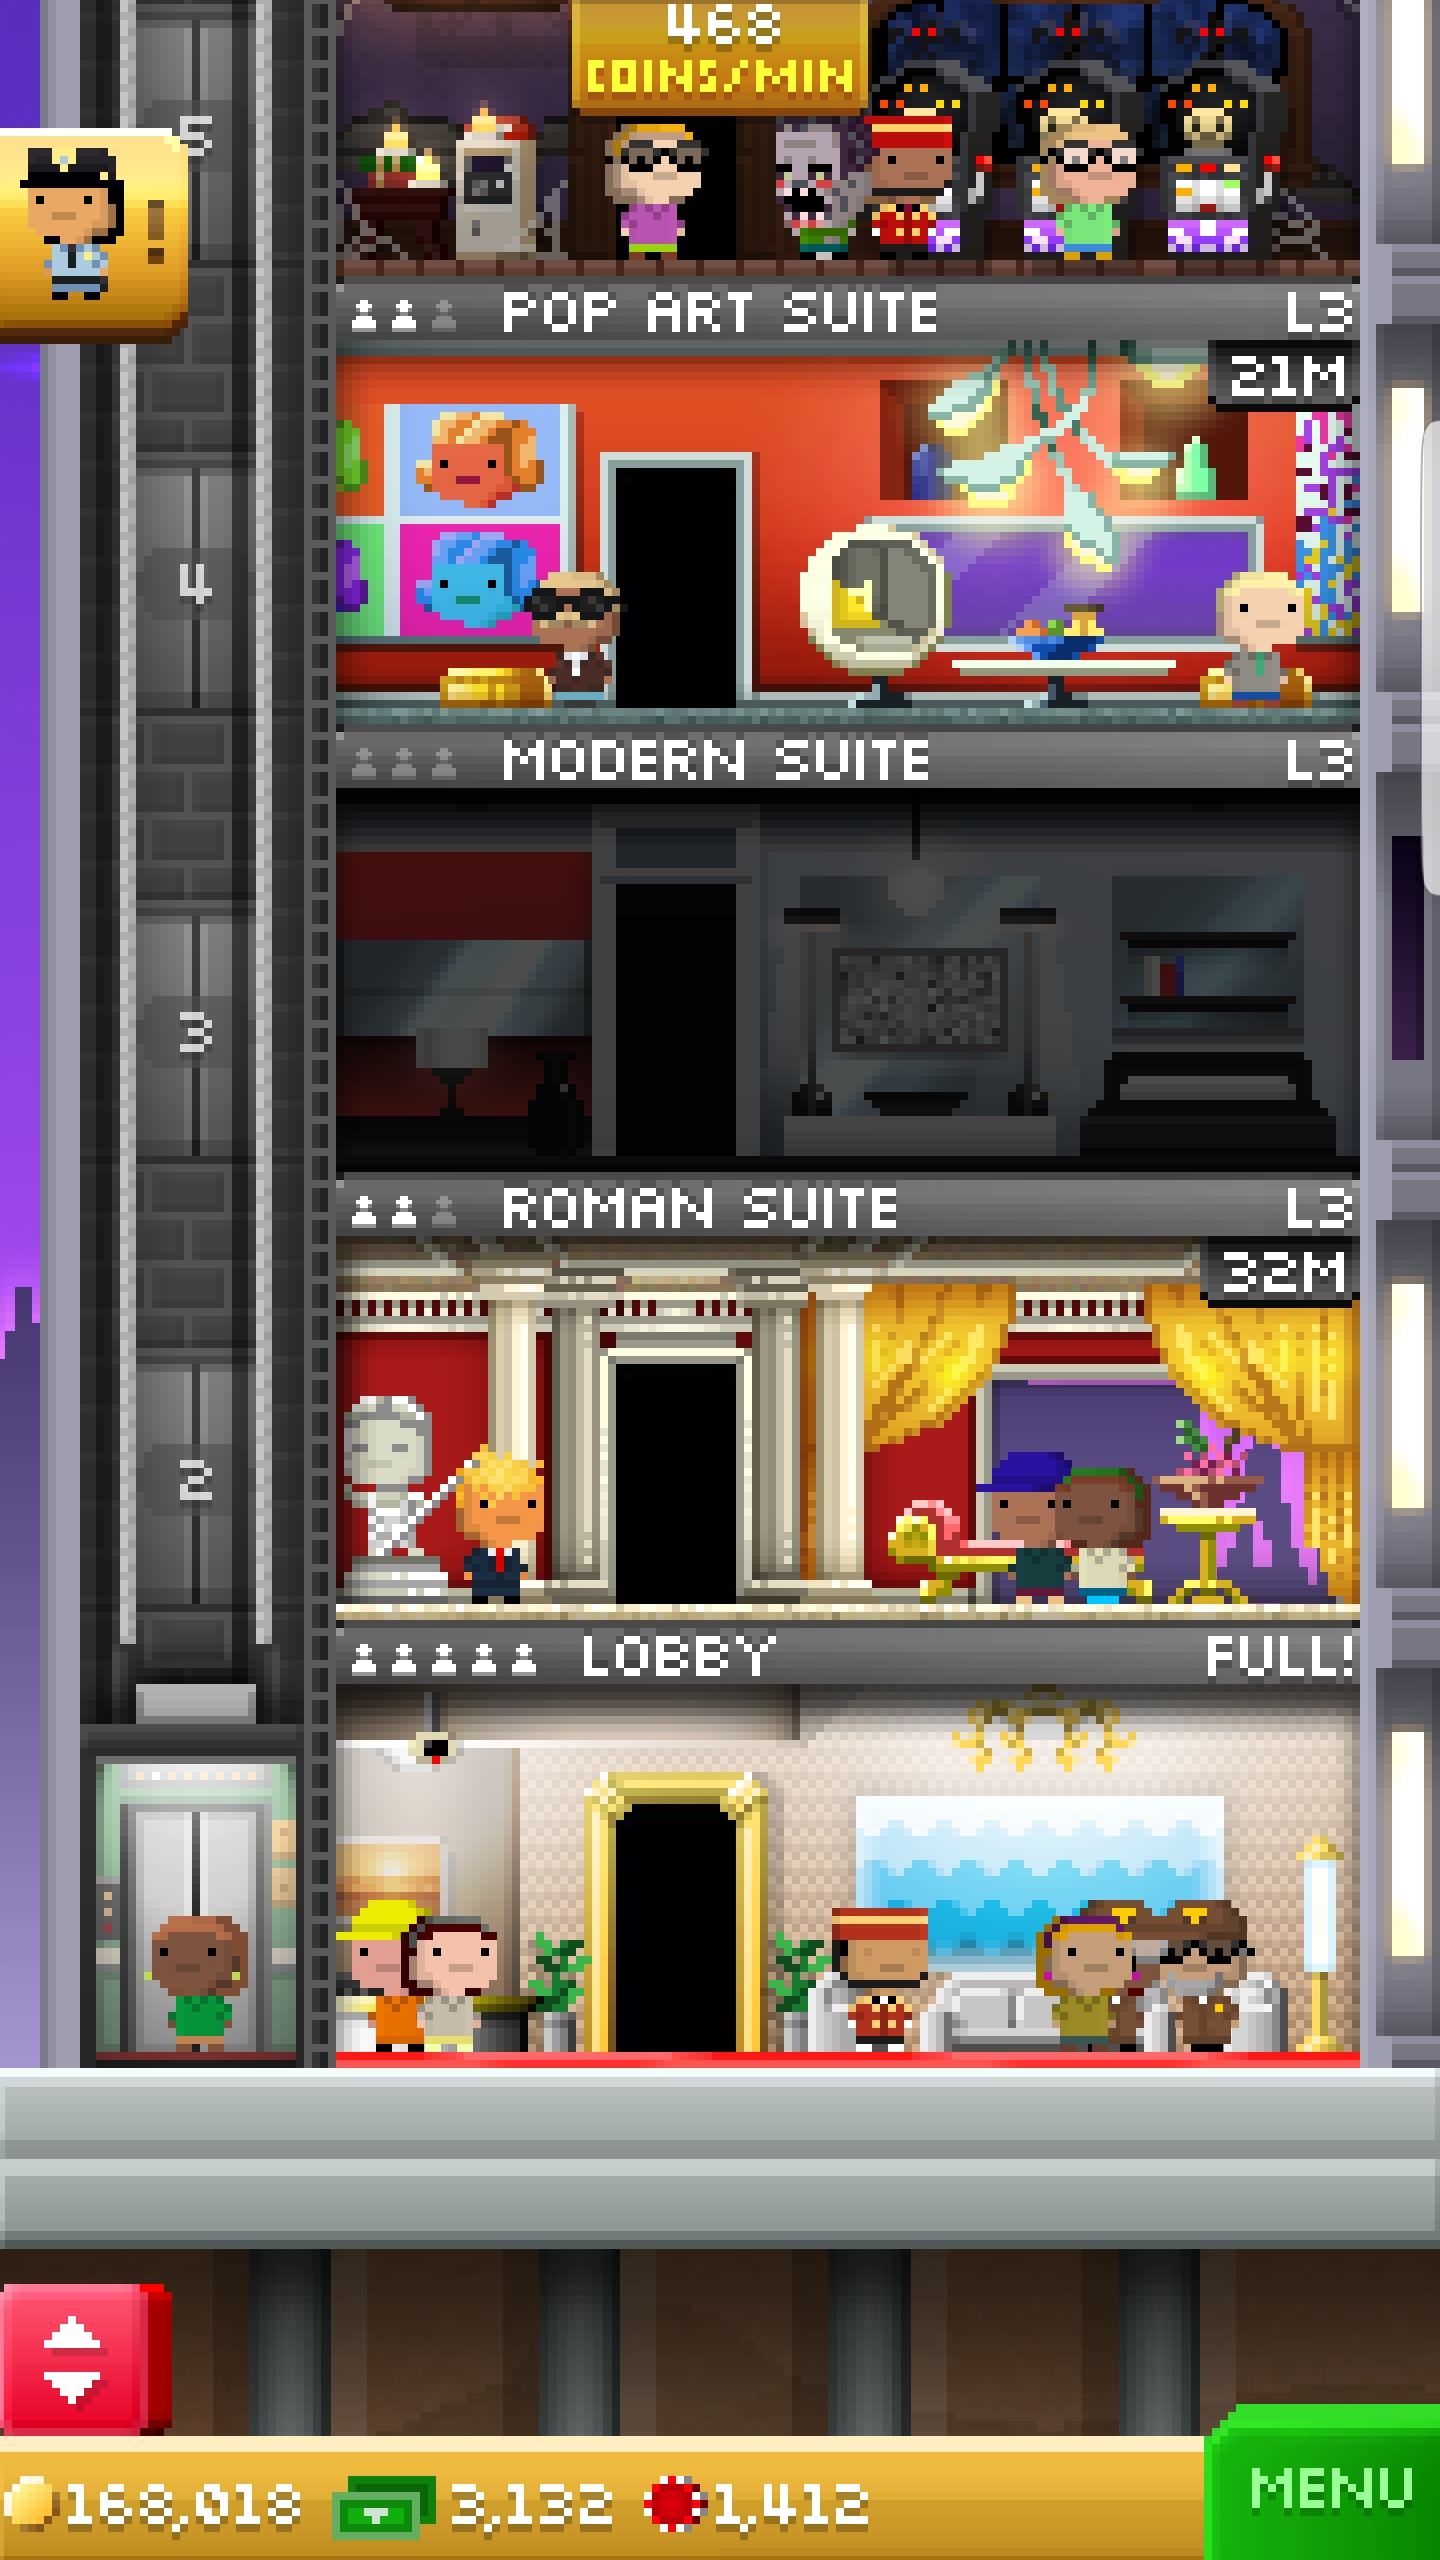 468
COINS/MIN
5
!
POP ART SUITE L3
21M
4
MODERN SUITE L3
3
ROMAN SUITE L3
32M
2
LOBBY FULL!
168,018 3,132 1,412
MENU